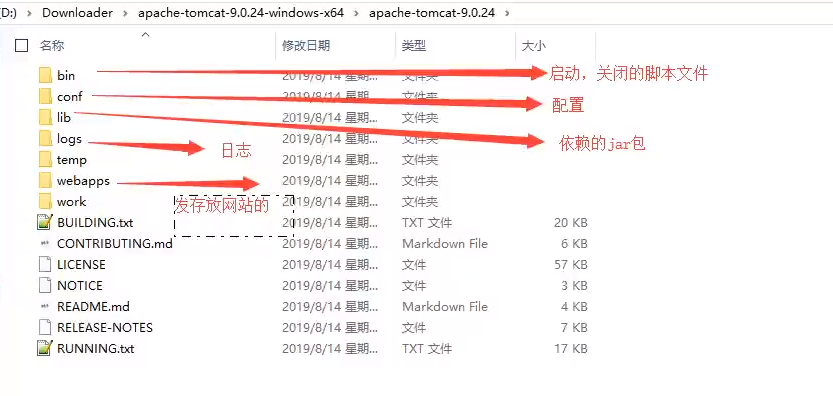 (D:) > Downloader > apache-tomcat-9.0.24-windows-x64 > apache-tomcat-9.0.24 >
名称 修改日期 类型 大小
bin 2019/8/14 星期... 文件夹 启动，关闭的脚本文件
conf 2019/8/14 星期... 文件夹 配置
lib 2019/8/14 星期... 文件夹
logs 2019/8/14 星期... 文件夹 依赖的jar包
日志
temp 2019/8/14 星期... 文件夹
webapps 2019/8/14 星期... 文件夹
work 发存放网站的 2019/8/14 星期... 文件夹
BUILDING.txt 2019/8/14 星期... TXT 文件 20 KB
CONTRIBUTING.md 2019/8/14 星期... Markdown File 6 KB
LICENSE 2019/8/14 星期... 文件 57 KB
NOTICE 2019/8/14 星期... 文件 3 KB
README.md 2019/8/14 星期... Markdown File 4 KB
RELEASE-NOTES 2019/8/14 星期... 文件 7 KB
RUNNING.txt 2019/8/14 星期... TXT 文件 17 KB